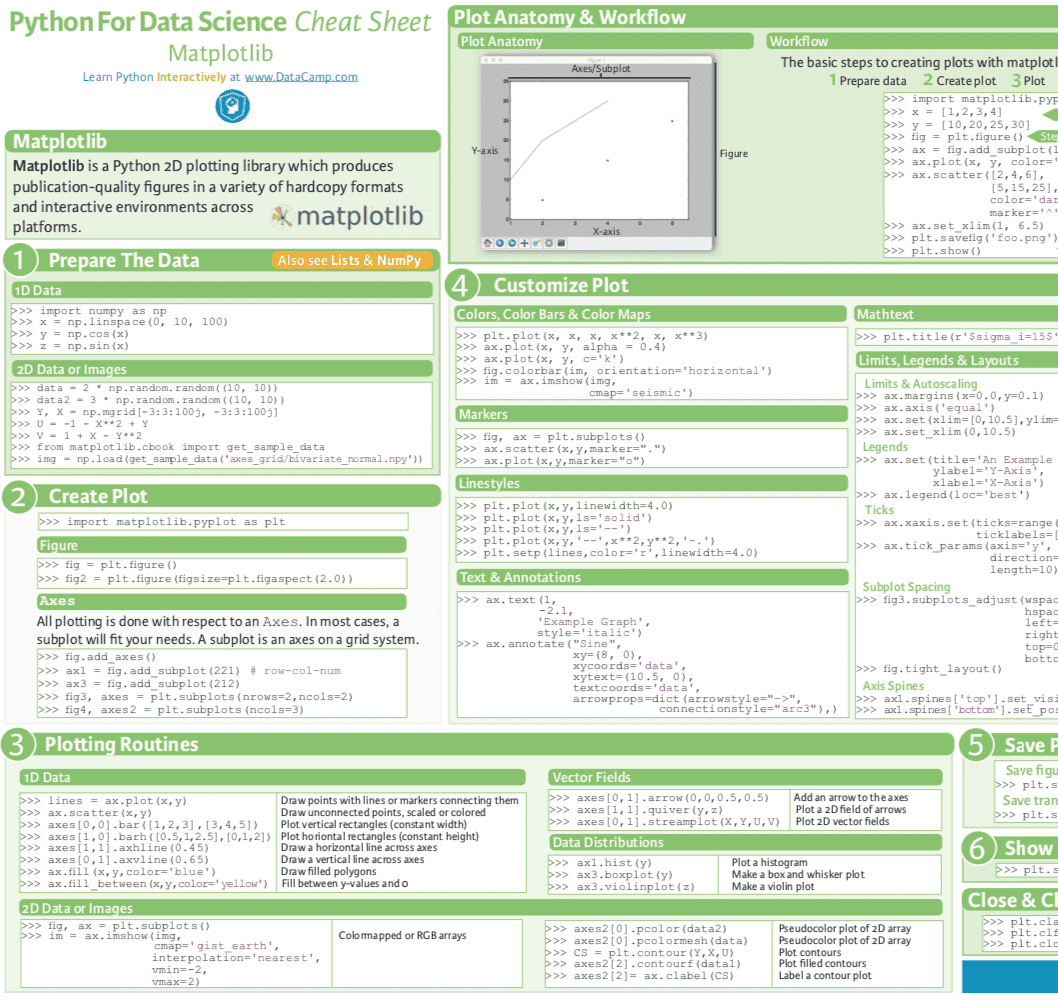 Python For Data Science Cheat Sheet
Matplotlib
Learn Python Interactively at www.DataCamp.com
Matplotlib
Matplotlib is a Python 2D plotting library which produces
publication-quality figures in a variety of hardcopy formats
and interactive environments across
platforms.
matplotlib
1 Prepare The Data
Also see Lists & NumPy
1D Data
>>> import numpy as np
>>> x = np.linspace(0, 10, 100)
>>> y = np.cos(x)
>>> z = np.sin(x)
2D Data or Images
>>> data = 2 * np.random.random((10, 10))
>>> data2 = 3 * np.random.random((10, 10))
>>> Y, X = np.mgrid[-3:3:100j, -3:3:100j]
>>> U = -1 - X**2 + Y
>>> V = 1 + X - Y**2
>>> from matplotlib.cbook import get_sample_data
>>> img = np.load(get_sample_data('axes_grid/bivariate_normal.npy'))
2 Create Plot
>>> import matplotlib.pyplot as plt
Figure
>>> fig = plt.figure()
>>> fig2 = plt.figure(figsize=plt.figaspect(2.0))
Axes
All plotting is done with respect to an Axes. In most cases, a
subplot will fit your needs. A subplot is an axes on a grid system.
>>> fig.add_axes()
>>> ax1 = fig.add_subplot(221) # row-col-num
>>> ax3 = fig.add_subplot(212)
>>> fig3, axes = plt.subplots(nrows=2,ncols=2)
>>> fig4, axes2 = plt.subplots(ncols=3)
Plot Anatomy & Workflow
Plot Anatomy
Figure 1
Axes/Subplot
Y-axis
Figure
X-axis
Workflow
The basic steps to creating plots with matplotl
1 Prepare data 2 Create plot 3 Plot
>>> import matplotlib.pyp
>>> x = [1,2,3,4]
>>> y = [10,20,25,30]
>>> fig = plt.figure() Step
>>> ax = fig.add_subplot(1
>>> ax.plot(x, y, color='
>>> ax.scatter([2,4,6],
[5,15,25],
color='dar
marker='^'
>>> ax.set_xlim(1, 6.5)
>>> plt.savefig('foo.png')
>>> plt.show()
4 Customize Plot
Colors, Color Bars & Color Maps
>>> plt.plot(x, x, x, x**2, x, x**3)
>>> ax.plot(x, y, alpha = 0.4)
>>> ax.plot(x, y, c='k')
>>> fig.colorbar(im, orientation='horizontal')
>>> im = ax.imshow(img,
cmap='seismic')
Markers
>>> fig, ax = plt.subplots()
>>> ax.scatter(x,y,marker=".")
>>> ax.plot(x,y,marker="o")
Linestyles
>>> plt.plot(x,y,linewidth=4.0)
>>> plt.plot(x,y,ls='solid')
>>> plt.plot(x,y,ls='--')
>>> plt.plot(x,y,'--',x**2,y**2,'-.')
>>> plt.setp(lines,color='r',linewidth=4.0)
Text & Annotations
>>> ax.text(1,
-2.1,
'Example Graph',
style='italic')
>>> ax.annotate("Sine",
xy=(8, 0),
xycoords='data',
xytext=(10.5, 0),
textcoords='data',
arrowprops=dict(arrowstyle="->",
connectionstyle="arc3"),)
Mathtext
>>> plt.title(r'$sigma_i=15$'
Limits, Legends & Layouts
Limits & Autoscaling
>>> ax.margins(x=0.0,y=0.1)
>>> ax.axis('equal')
>>> ax.set(xlim=[0,10.5],ylim=
>>> ax.set_xlim(0,10.5)
Legends
>>> ax.set(title='An Example
ylabel='Y-Axis',
xlabel='X-Axis')
>>> ax.legend(loc='best')
Ticks
>>> ax.xaxis.set(ticks=range(
ticklabels=[
>>> ax.tick_params(axis='y',
direction=
length=10)
Subplot Spacing
>>> fig3.subplots_adjust(wspac
hspac
left=
right
top=0
botto
>>> fig.tight_layout()
Axis Spines
>>> ax1.spines['top'].set_visi
>>> ax1.spines['bottom'].set_pos
3 Plotting Routines
1D Data
>>> lines = ax.plot(x,y) Draw points with lines or markers connecting them
>>> ax.scatter(x,y) Draw unconnected points, scaled or colored
>>> axes[0,0].bar([1,2,3],[3,4,5]) Plot vertical rectangles (constant width)
>>> axes[1,0].barh([0.5,1,2.5],[0,1,2]) Plot horiontal rectangles (constant height)
>>> axes[1,1].axhline(0.45) Draw a horizontal line across axes
>>> axes[0,1].axvline(0.65) Draw a vertical line across axes
>>> ax.fill(x,y,color='blue') Draw filled polygons
>>> ax.fill_between(x,y,color='yellow') Fill between y-values and 0
Vector Fields
>>> axes[0,1].arrow(0,0,0.5,0.5) Add an arrow to the axes
>>> axes[1,1].quiver(y,z) Plot a 2D field of arrows
>>> axes[0,1].streamplot(X,Y,U,V) Plot 2D vector fields
Data Distributions
>>> ax1.hist(y) Plot a histogram
>>> ax3.boxplot(y) Make a box and whisker plot
>>> ax3.violinplot(z) Make a violin plot
2D Data or Images
>>> fig, ax = plt.subplots()
>>> im = ax.imshow(img, Colormapped or RGB arrays
cmap='gist_earth',
interpolation='nearest',
vmin=-2,
vmax=2)
>>> axes2[0].pcolor(data2) Pseudocolor plot of 2D array
>>> axes2[0].pcolormesh(data) Pseudocolor plot of 2D array
>>> CS = plt.contour(Y,X,U) Plot contours
>>> axes2[2].contourf(data1) Plot filled contours
>>> axes2[2]= ax.clabel(CS) Label a contour plot
5 Save P
Save figu
>>> plt.s
Save tran
>>> plt.s
6 Show
>>> plt.s
Close & Cl
>>> plt.cla
>>> plt.clf
>>> plt.clo